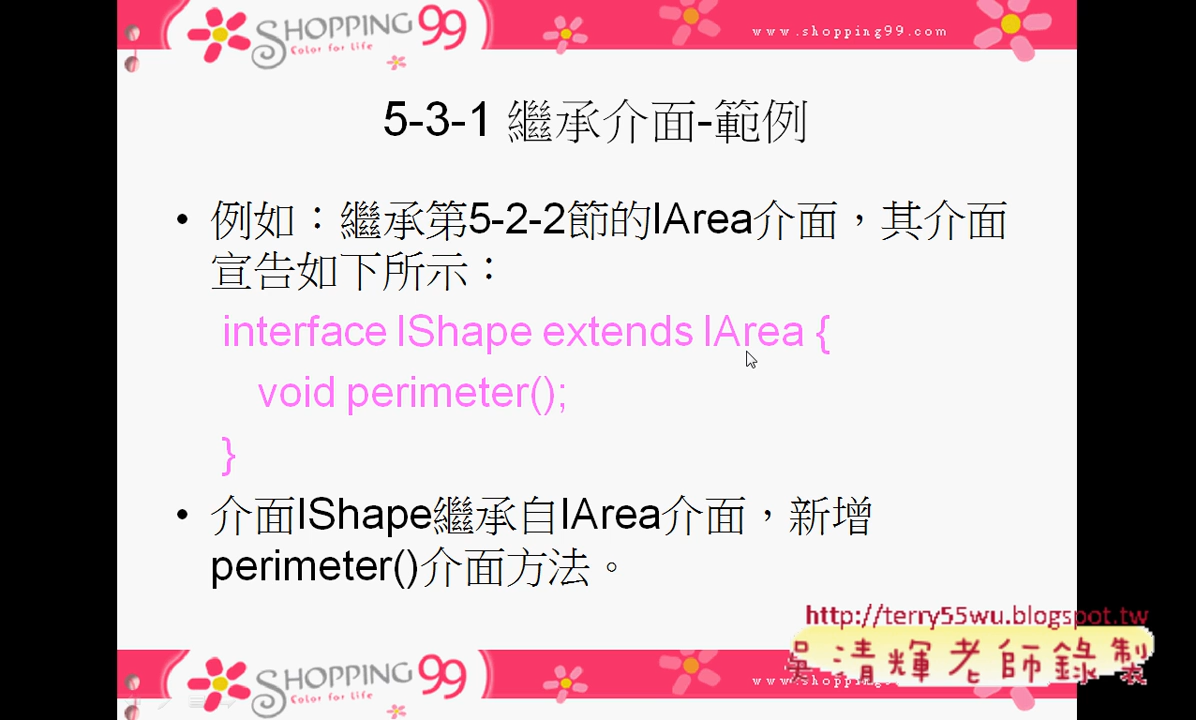 SHOPPING 99
Color for Life
www.shopping99.com
5-3-1 繼承介面-範例
• 例如：繼承第5-2-2節的IArea介面，其介面
宣告如下所示：
interface IShape extends IArea {
void perimeter();
}
• 介面IShape繼承自IArea介面，新增
perimeter()介面方法。
http://terry55wu.blogspot.tw
吳清輝老師錄製
SHOPPING 99
Color for Life